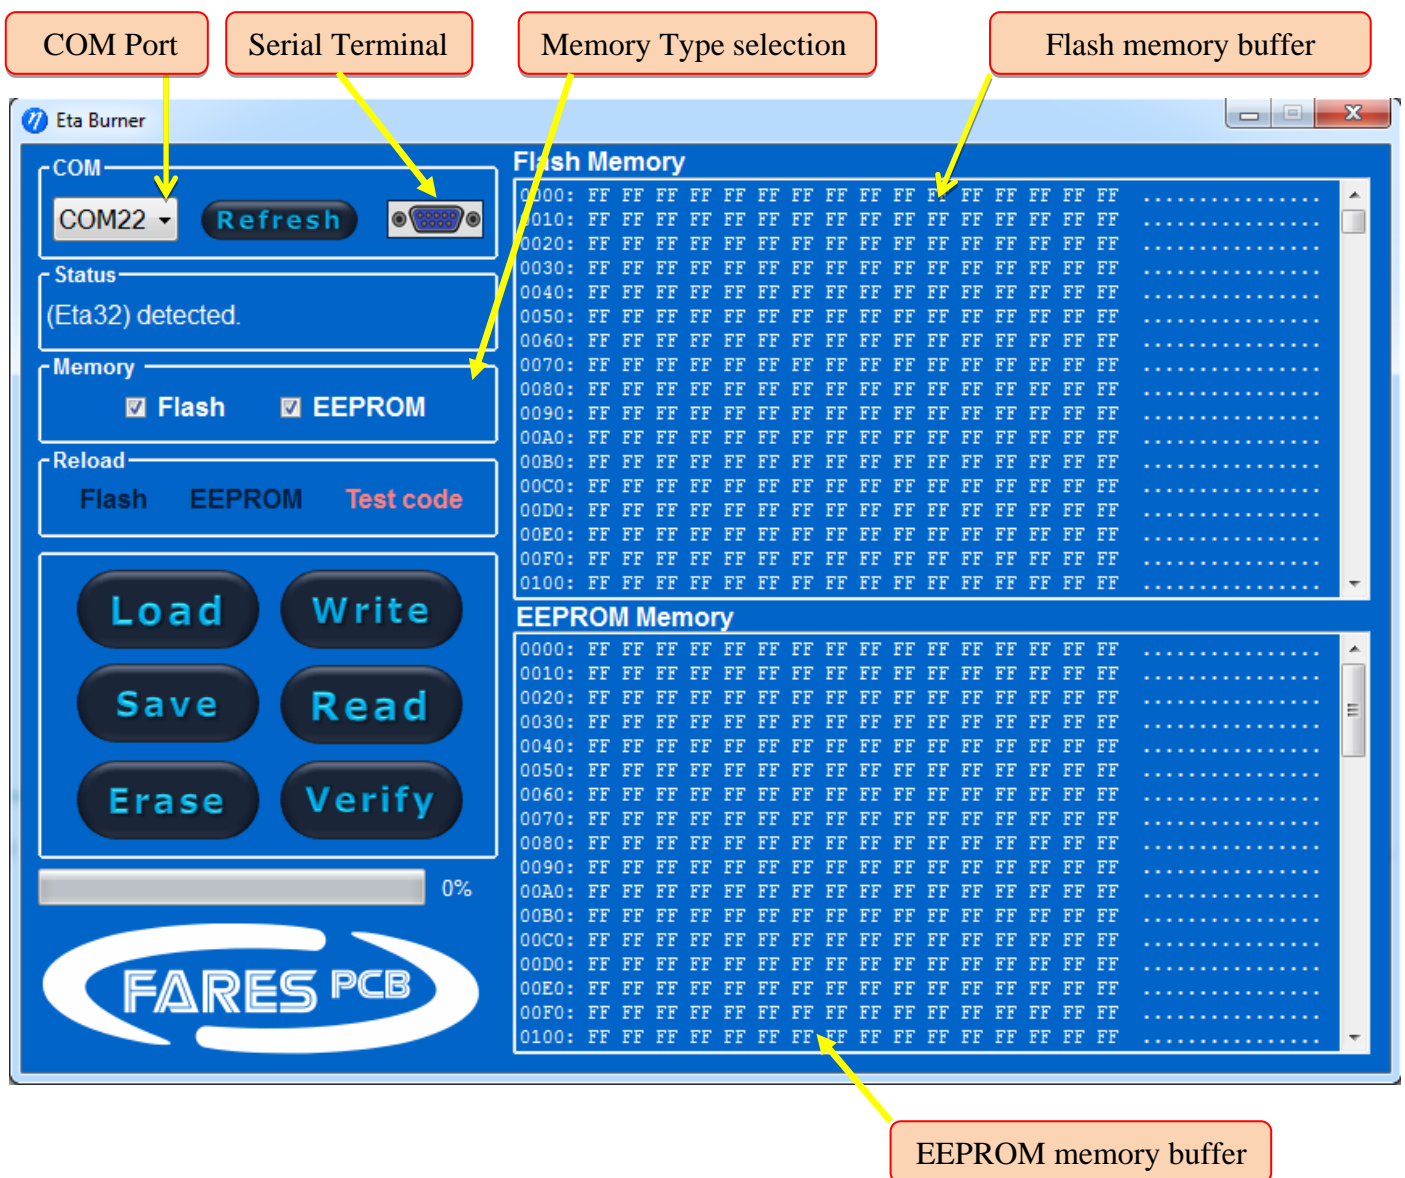 COM Port
Serial Terminal
Memory Type selection
Flash memory buffer
Eta Burner
COM
COM22
Refresh
Status
(Eta32) detected.
Memory
Flash
EEPROM
Reload
Flash
EEPROM
Test code
Load
Write
Save
Read
Erase
Verify
0%
FARES PCB
Flash Memory
0000: FF FF FF FF FF FF FF FF FF FF FF FF FF FF FF FF ................
0010: FF FF FF FF FF FF FF FF FF FF FF FF FF FF FF FF ................
0020: FF FF FF FF FF FF FF FF FF FF FF FF FF FF FF FF ................
0030: FF FF FF FF FF FF FF FF FF FF FF FF FF FF FF FF ................
0040: FF FF FF FF FF FF FF FF FF FF FF FF FF FF FF FF ................
0050: FF FF FF FF FF FF FF FF FF FF FF FF FF FF FF FF ................
0060: FF FF FF FF FF FF FF FF FF FF FF FF FF FF FF FF ................
0070: FF FF FF FF FF FF FF FF FF FF FF FF FF FF FF FF ................
0080: FF FF FF FF FF FF FF FF FF FF FF FF FF FF FF FF ................
0090: FF FF FF FF FF FF FF FF FF FF FF FF FF FF FF FF ................
00A0: FF FF FF FF FF FF FF FF FF FF FF FF FF FF FF FF ................
00B0: FF FF FF FF FF FF FF FF FF FF FF FF FF FF FF FF ................
00C0: FF FF FF FF FF FF FF FF FF FF FF FF FF FF FF FF ................
00D0: FF FF FF FF FF FF FF FF FF FF FF FF FF FF FF FF ................
00E0: FF FF FF FF FF FF FF FF FF FF FF FF FF FF FF FF ................
00F0: FF FF FF FF FF FF FF FF FF FF FF FF FF FF FF FF ................
0100: FF FF FF FF FF FF FF FF FF FF FF FF FF FF FF FF ................
EEPROM Memory
0000: FF FF FF FF FF FF FF FF FF FF FF FF FF FF FF FF ................
0010: FF FF FF FF FF FF FF FF FF FF FF FF FF FF FF FF ................
0020: FF FF FF FF FF FF FF FF FF FF FF FF FF FF FF FF ................
0030: FF FF FF FF FF FF FF FF FF FF FF FF FF FF FF FF ................
0040: FF FF FF FF FF FF FF FF FF FF FF FF FF FF FF FF ................
0050: FF FF FF FF FF FF FF FF FF FF FF FF FF FF FF FF ................
0060: FF FF FF FF FF FF FF FF FF FF FF FF FF FF FF FF ................
0070: FF FF FF FF FF FF FF FF FF FF FF FF FF FF FF FF ................
0080: FF FF FF FF FF FF FF FF FF FF FF FF FF FF FF FF ................
0090: FF FF FF FF FF FF FF FF FF FF FF FF FF FF FF FF ................
00A0: FF FF FF FF FF FF FF FF FF FF FF FF FF FF FF FF ................
00B0: FF FF FF FF FF FF FF FF FF FF FF FF FF FF FF FF ................
00C0: FF FF FF FF FF FF FF FF FF FF FF FF FF FF FF FF ................
00D0: FF FF FF FF FF FF FF FF FF FF FF FF FF FF FF FF ................
00E0: FF FF FF FF FF FF FF FF FF FF FF FF FF FF FF FF ................
00F0: FF FF FF FF FF FF FF FF FF FF FF FF FF FF FF FF ................
0100: FF FF FF FF FF FF FF FF FF FF FF FF FF FF FF FF ................
EEPROM memory buffer